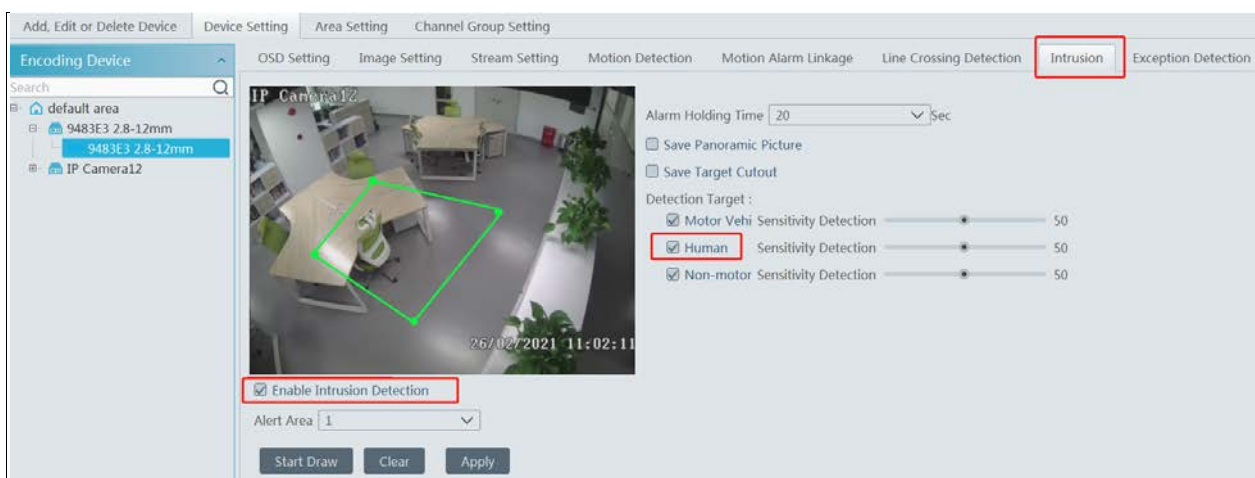 Add, Edit or Delete Device Device Setting Area Setting Channel Group Setting
Encoding Device
OSD Setting Image Setting Stream Setting Motion Detection Motion Alarm Linkage Line Crossing Detection Intrusion Exception Detection
Search
default area
9483E3 2.8-12mm
9483E3 2.8-12mm
IP Camera12
IP Camera12
26/02/2021 11:02:11
Enable Intrusion Detection
Alert Area 1
Start Draw Clear Apply
Alarm Holding Time 20 Sec
Save Panoramic Picture
Save Target Cutout
Detection Target :
Motor Vehi Sensitivity Detection 50
Human Sensitivity Detection 50
Non-motor Sensitivity Detection 50